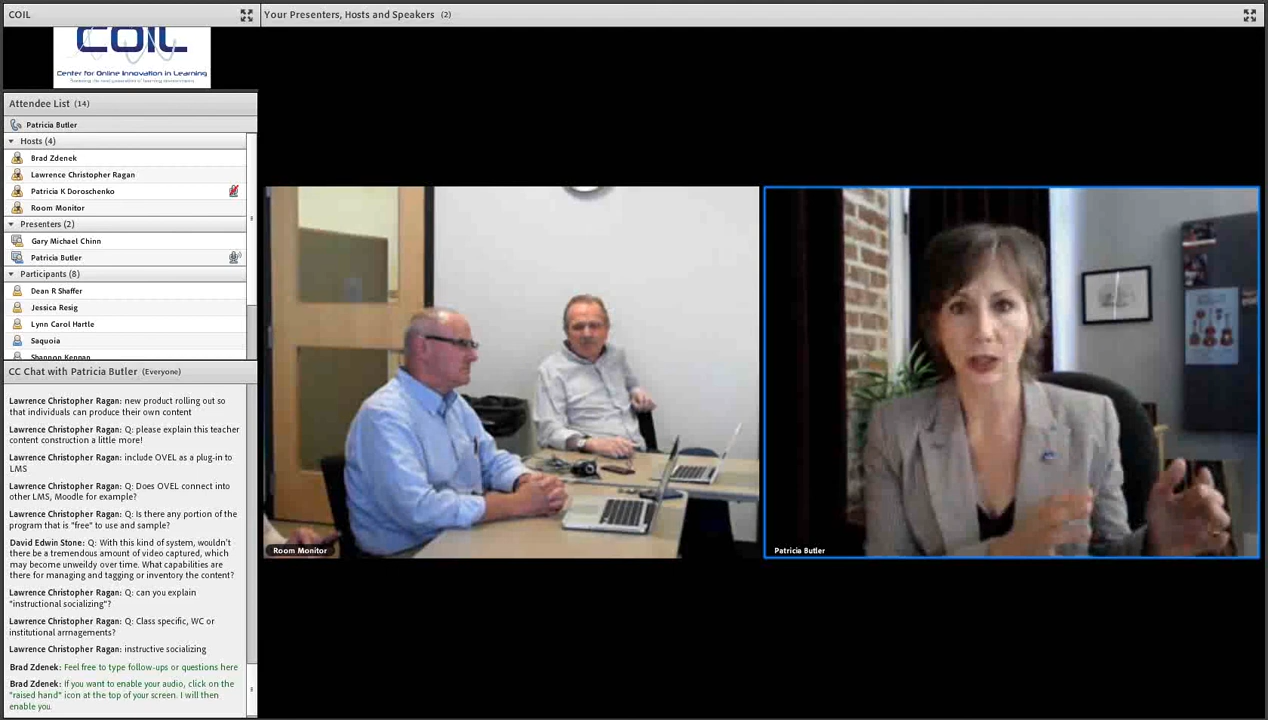 COIL
COIL
Center for Online Innovation in Learning
Attendee List (14)
Patricia Butler
Hosts (4)
Brad Zdenek
Lawrence Christopher Ragan
Patricia K Doroschenko
Room Monitor
Presenters (2)
Gary Michael Chinn
Patricia Butler
Participants (8)
Dean R Shaffer
Jessica Resig
Lynn Carol Hartle
Saquoia
Shannon Kennan
CC Chat with Patricia Butler (Everyone)
Lawrence Christopher Ragan: new product rolling out so
that individuals can produce their own content
Lawrence Christopher Ragan: Q: please explain this teacher
content construction a little more!
Lawrence Christopher Ragan: include OVEL as a plug-in to
LMS
Lawrence Christopher Ragan: Q: Does OVEL connect into
other LMS, Moodle for example?
Lawrence Christopher Ragan: Q: Is there any portion of the
program that is "free" to use and sample?
David Edwin Stone: Q: With this kind of system, wouldn't
there be a tremendous amount of video captured, which
may become unweildy over time. What capabilities are
there for managing and tagging or inventory the content?
Lawrence Christopher Ragan: Q: can you explain
"instructional socializing"?
Lawrence Christopher Ragan: Q: Class specific, WC or
institutional arrnagements?
Lawrence Christopher Ragan: instructive socializing
Brad Zdenek: Feel free to type follow-ups or questions here
Brad Zdenek: If you want to enable your audio, click on the
"raised hand" icon at the top of your screen. I will then
enable you.
Your Presenters, Hosts and Speakers (2)
Room Monitor
Patricia Butler